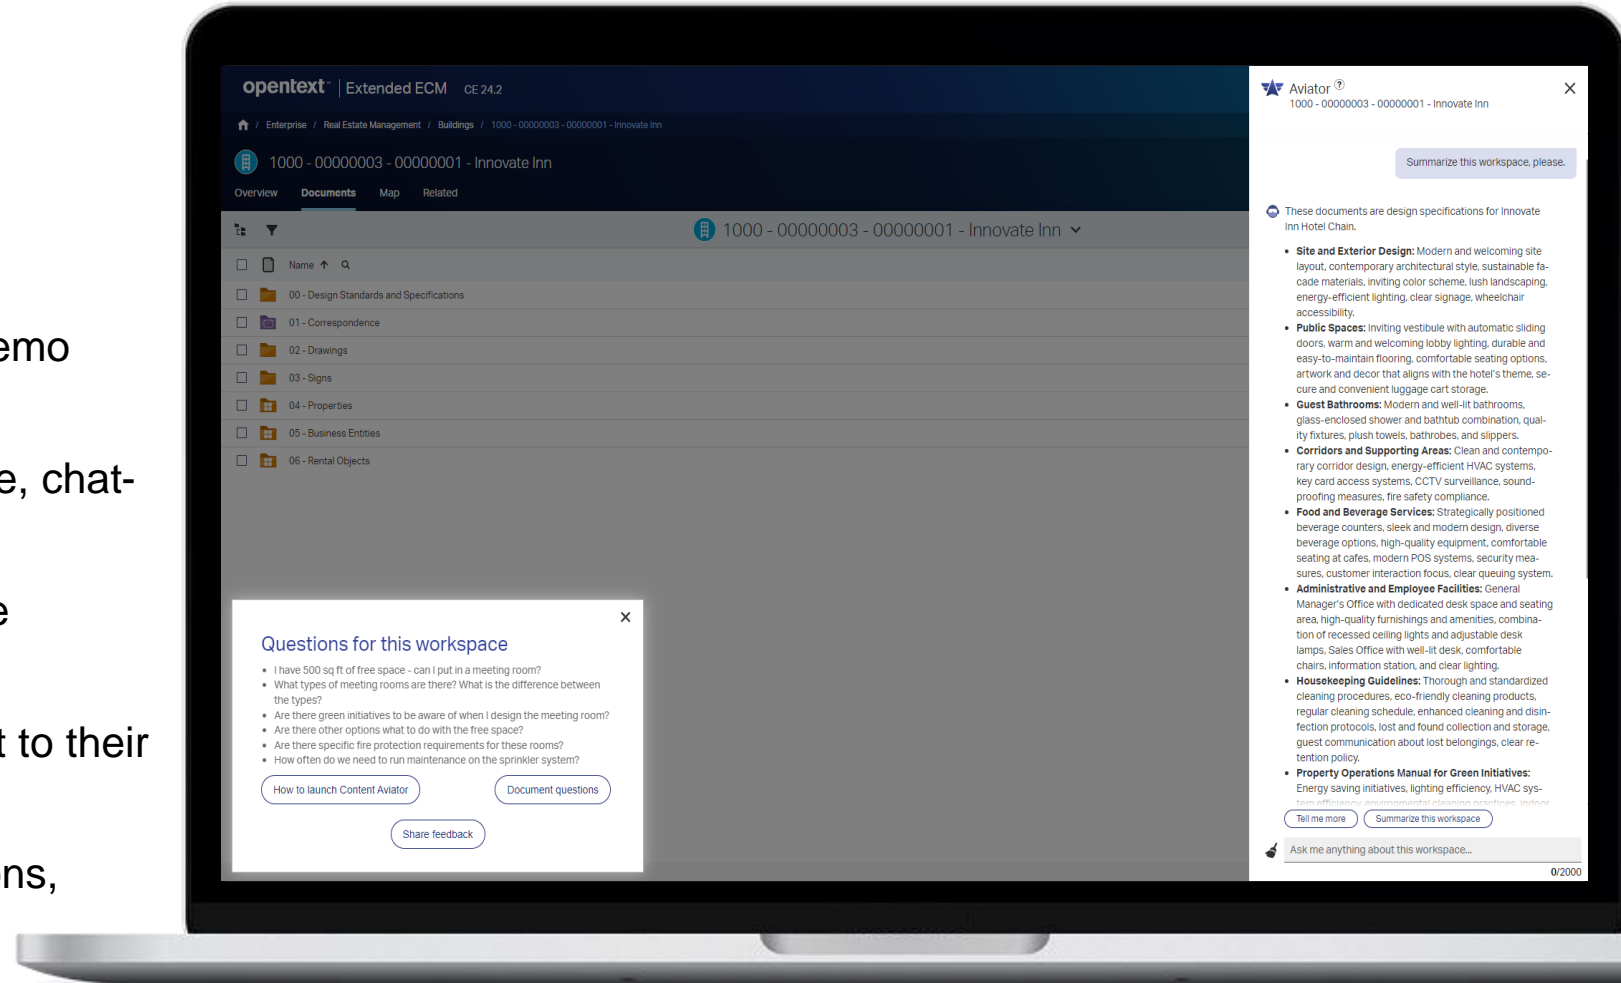 emo
e, chat-
e
t to their
ons,
opentext™ | Extended ECM CE 24.2
/ Enterprise / Real Estate Management / Buildings / 1000 - 00000003 - 00000001 - Innovate Inn
1000 - 00000003 - 00000001 - Innovate Inn
Overview Documents Map Related
1000 - 00000003 - 00000001 - Innovate Inn
Name
00 - Design Standards and Specifications
01 - Correspondence
02 - Drawings
03 - Signs
04 - Properties
05 - Business Entities
06 - Rental Objects
Questions for this workspace
• I have 500 sq ft of free space - can I put in a meeting room?
• What types of meeting rooms are there? What is the difference between
the types?
• Are there green initiatives to be aware of when I design the meeting room?
• Are there other options what to do with the free space?
• Are there specific fire protection requirements for these rooms?
• How often do we need to run maintenance on the sprinkler system?
How to launch Content Aviator Document questions
Share feedback
Aviator ?
1000 - 00000003 - 00000001 - Innovate Inn
Summarize this workspace, please.
These documents are design specifications for Innovate
Inn Hotel Chain.
• Site and Exterior Design: Modern and welcoming site
layout, contemporary architectural style, sustainable fa-
cade materials, inviting color scheme, lush landscaping,
energy-efficient lighting, clear signage, wheelchair
accessibility.
• Public Spaces: Inviting vestibule with automatic sliding
doors, warm and welcoming lobby lighting, durable and
easy-to-maintain flooring, comfortable seating options,
artwork and decor that aligns with the hotel's theme, se-
cure and convenient luggage cart storage.
• Guest Bathrooms: Modern and well-lit bathrooms,
glass-enclosed shower and bathtub combination, qual-
ity fixtures, plush towels, bathrobes, and slippers.
• Corridors and Supporting Areas: Clean and contempo-
rary corridor design, energy-efficient HVAC systems,
key card access systems, CCTV surveillance, sound-
proofing measures, fire safety compliance.
• Food and Beverage Services: Strategically positioned
beverage counters, sleek and modern design, diverse
beverage options, high-quality equipment, comfortable
seating at cafes, modern POS systems, security mea-
sures, customer interaction focus, clear queuing system.
• Administrative and Employee Facilities: General
Manager's Office with dedicated desk space and seating
area, high-quality furnishings and amenities, combina-
tion of recessed ceiling lights and adjustable desk
lamps, Sales Office with well-lit desk, comfortable
chairs, information station, and clear lighting.
• Housekeeping Guidelines: Thorough and standardized
cleaning procedures, eco-friendly cleaning products,
regular cleaning schedule, enhanced cleaning and disin-
fection protocols, lost and found collection and storage,
guest communication about lost belongings, clear re-
tention policy.
• Property Operations Manual for Green Initiatives:
Energy saving initiatives, lighting efficiency, HVAC sys-
tem efficiency, environmental cleaning practices, indoor
Tell me more Summarize this workspace
Ask me anything about this workspace...
0/2000